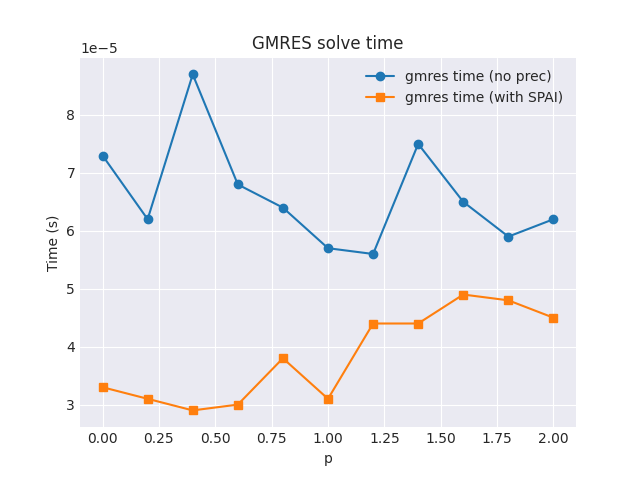 GMRES solve time
1e−5
gmres time (no prec)
gmres time (with SPAI)
Time (s)
8
7
6
5
4
3
0.00 0.25 0.50 0.75 1.00 1.25 1.50 1.75 2.00
p